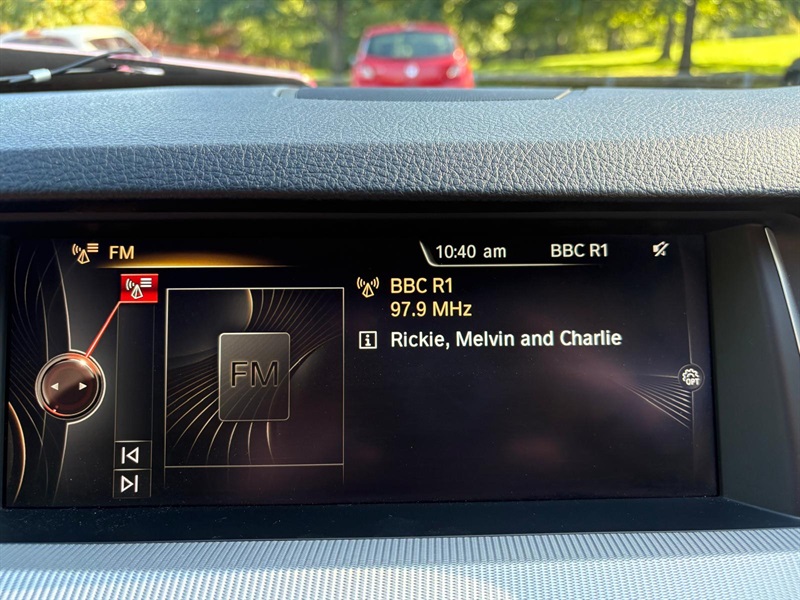 FM
10:40 am
BBC R1
BBC R1
97.9 MHz
Rickie, Melvin and Charlie
FM
OPT